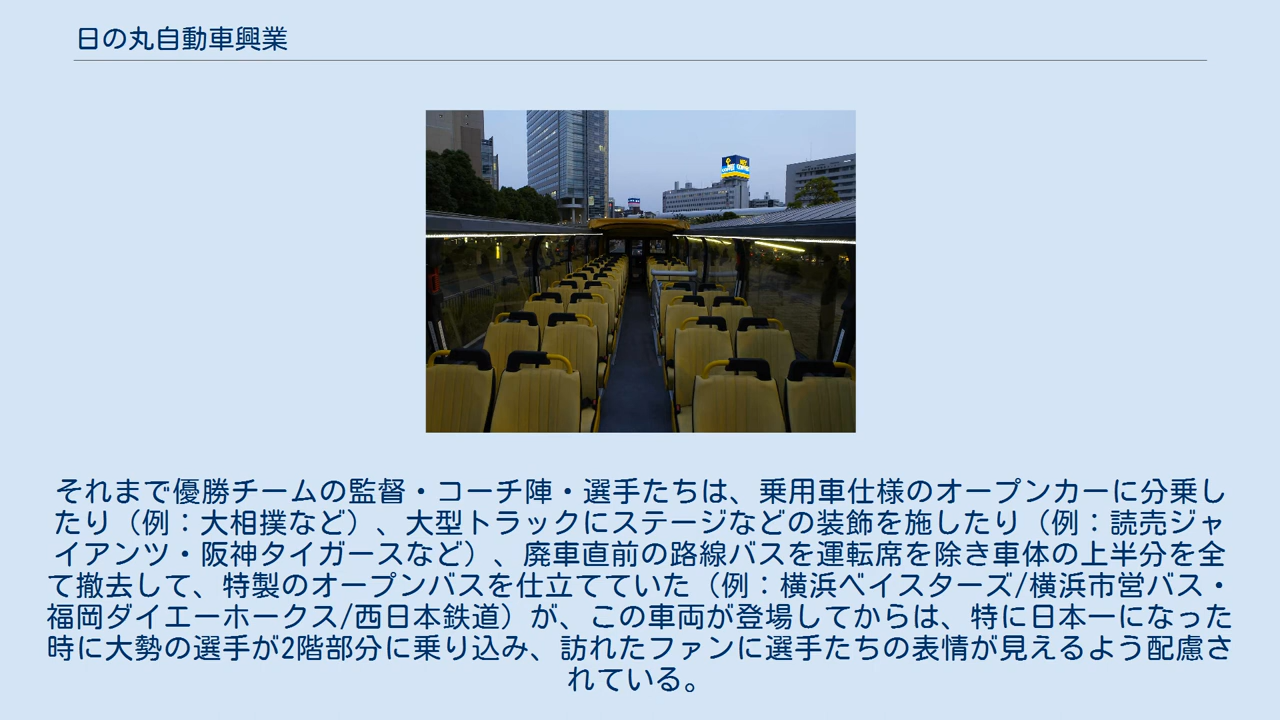 日の丸自動車興業
それまで優勝チームの監督・コーチ陣・選手たちは、乗用車仕様のオープンカーに分乗し
たり（例：大相撲など）、大型トラックにステージなどの装飾を施したり（例：読売ジャ
イアンツ・阪神タイガースなど）、廃車直前の路線バスを運転席を除き車体の上半分を全
て撤去して、特製のオープンバスを仕立てていた（例：横浜ベイスターズ/横浜市営バス・
福岡ダイエーホークス/西日本鉄道）が、この車両が登場してからは、特に日本一になった
時に大勢の選手が2階部分に乗り込み、訪れたファンに選手たちの表情が見えるよう配慮さ
れている。